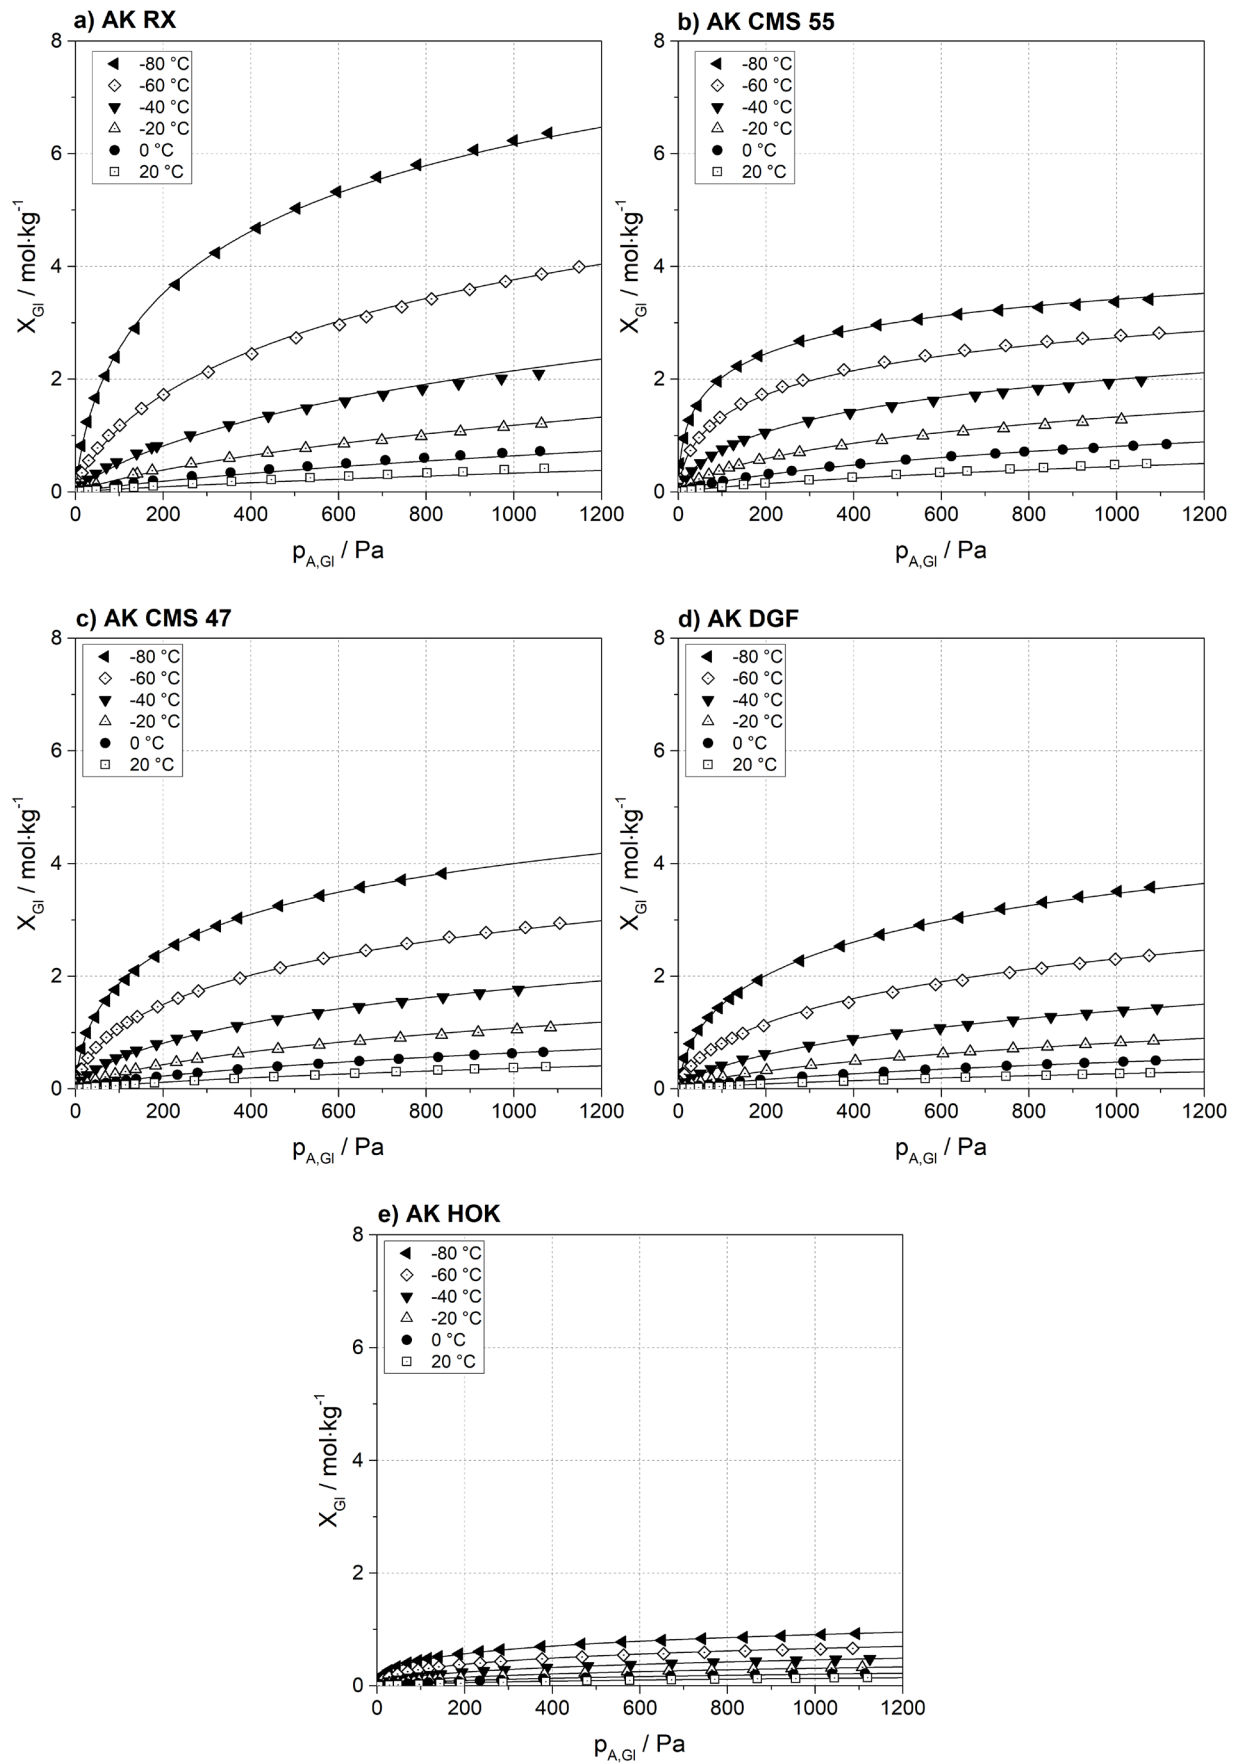 a) AK RX
8
6
4
2
0
X_Gl / mol·kg⁻¹
-80 °C
-60 °C
-40 °C
-20 °C
0 °C
20 °C
0 200 400 600 800 1000 1200
p_A,Gl / Pa
b) AK CMS 55
8
6
4
2
0
X_Gl / mol·kg⁻¹
-80 °C
-60 °C
-40 °C
-20 °C
0 °C
20 °C
0 200 400 600 800 1000 1200
p_A,Gl / Pa
c) AK CMS 47
8
6
4
2
0
X_Gl / mol·kg⁻¹
-80 °C
-60 °C
-40 °C
-20 °C
0 °C
20 °C
0 200 400 600 800 1000 1200
p_A,Gl / Pa
d) AK DGF
8
6
4
2
0
X_Gl / mol·kg⁻¹
-80 °C
-60 °C
-40 °C
-20 °C
0 °C
20 °C
0 200 400 600 800 1000 1200
p_A,Gl / Pa
e) AK HOK
8
6
4
2
0
X_Gl / mol·kg⁻¹
-80 °C
-60 °C
-40 °C
-20 °C
0 °C
20 °C
0 200 400 600 800 1000 1200
p_A,Gl / Pa